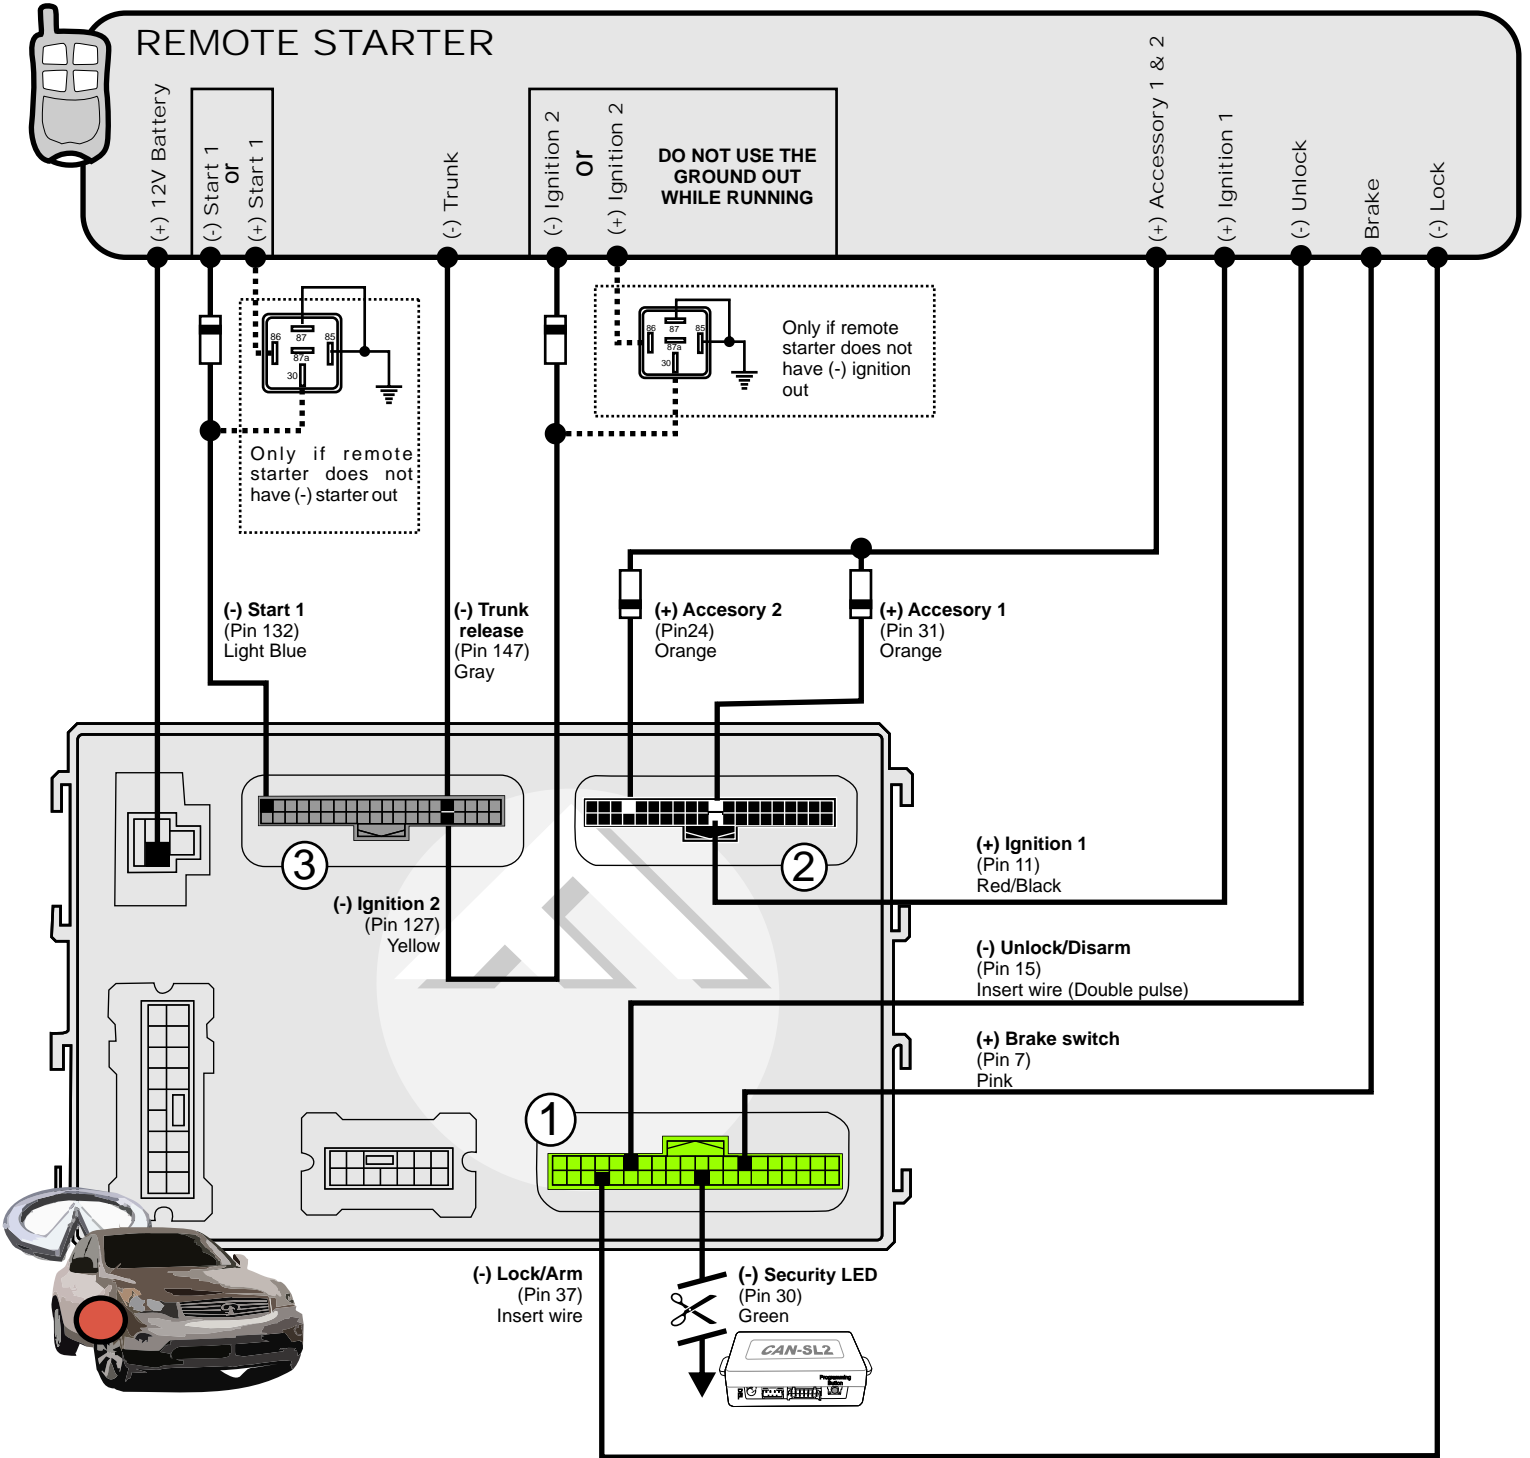 REMOTE STARTER
(+) 12V Battery
(-) Start 1
or
(+) Start 1
(-) Trunk
(-) Ignition 2
or
(+) Ignition 2
DO NOT USE THE
GROUND OUT
WHILE RUNNING
(+) Accessory 1 & 2
(+) Ignition 1
(-) Unlock
Brake
(-) Lock
86
87
85
87a
30
Only if remote
starter does not
have (-) starter out
86
87
85
87a
30
Only if remote
starter does not
have (-) ignition
out
(-) Start 1
(Pin 132)
Light Blue
(-) Trunk
release
(Pin 147)
Gray
(+) Accesory 2
(Pin24)
Orange
(+) Accesory 1
(Pin 31)
Orange
3
2
(-) Ignition 2
(Pin 127)
Yellow
(+) Ignition 1
(Pin 11)
Red/Black
(-) Unlock/Disarm
(Pin 15)
Insert wire (Double pulse)
(+) Brake switch
(Pin 7)
Pink
1
(-) Lock/Arm
(Pin 37)
Insert wire
(-) Security LED
(Pin 30)
Green
CAN-SL2
Programming
Button